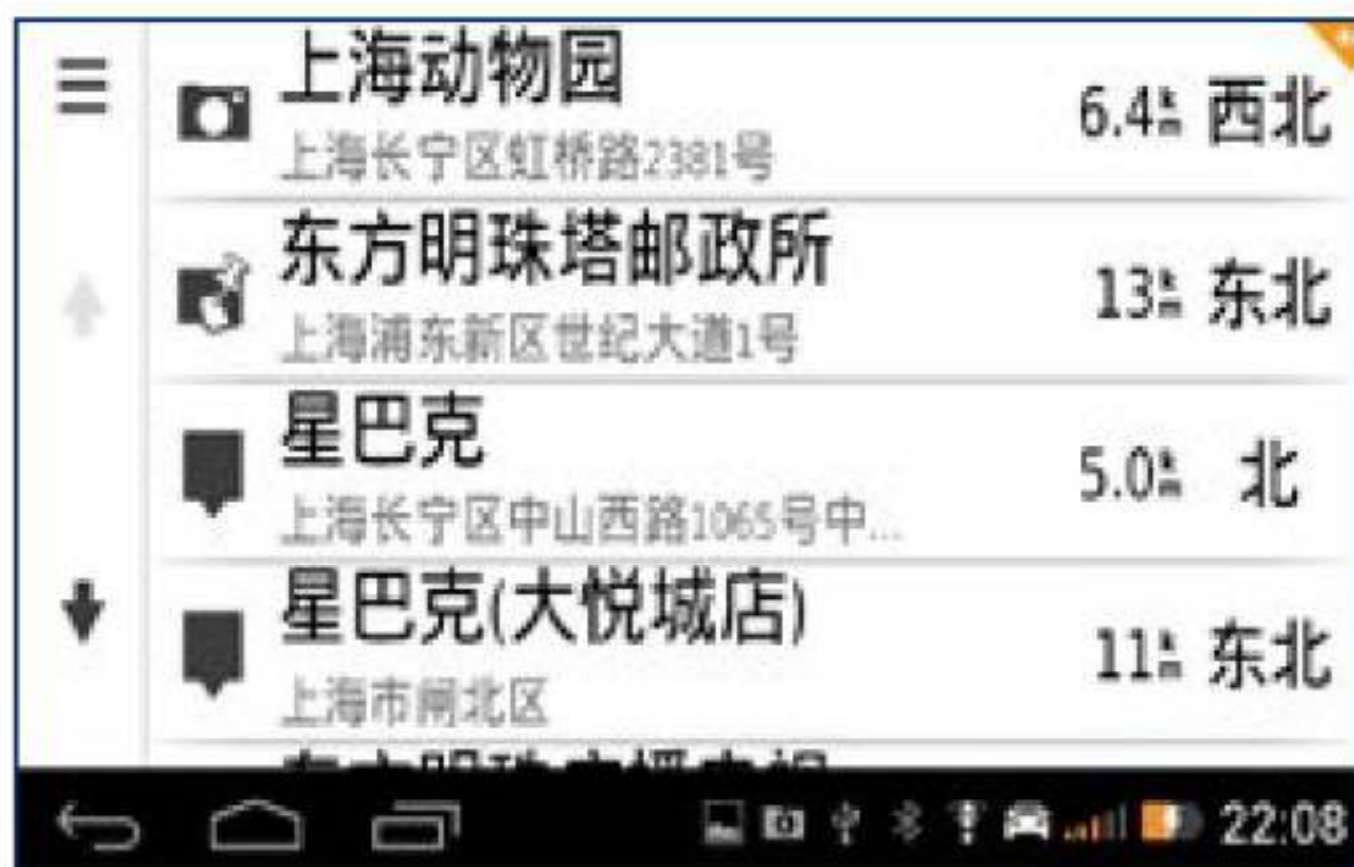 上海动物园
6.4km 西北
上海长宁区虹桥路2381号
东方明珠塔邮政所
13km 东北
上海浦东新区世纪大道1号
星巴克
5.0km 北
上海长宁区中山西路1065号中...
星巴克(大悦城店)
11km 东北
上海市闸北区
22:08